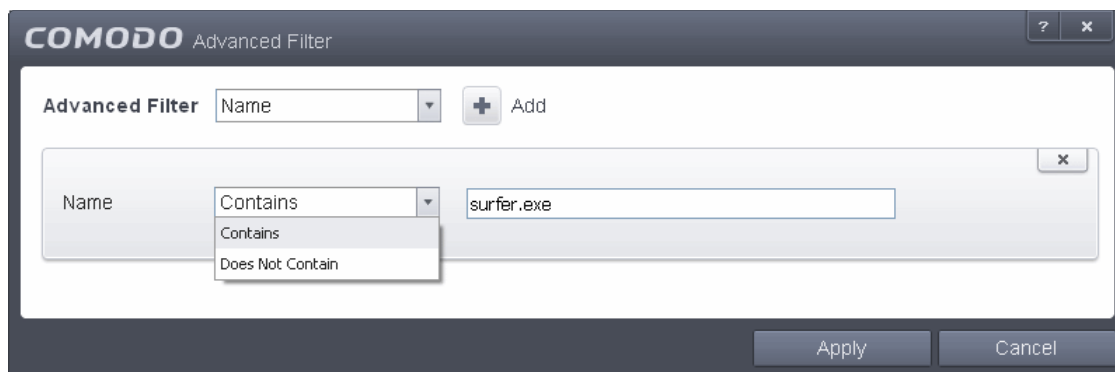 COMODO Advanced Filter ? x
Advanced Filter Name + Add
x
Name Contains surfer.exe
Contains
Does Not Contain
Apply Cancel